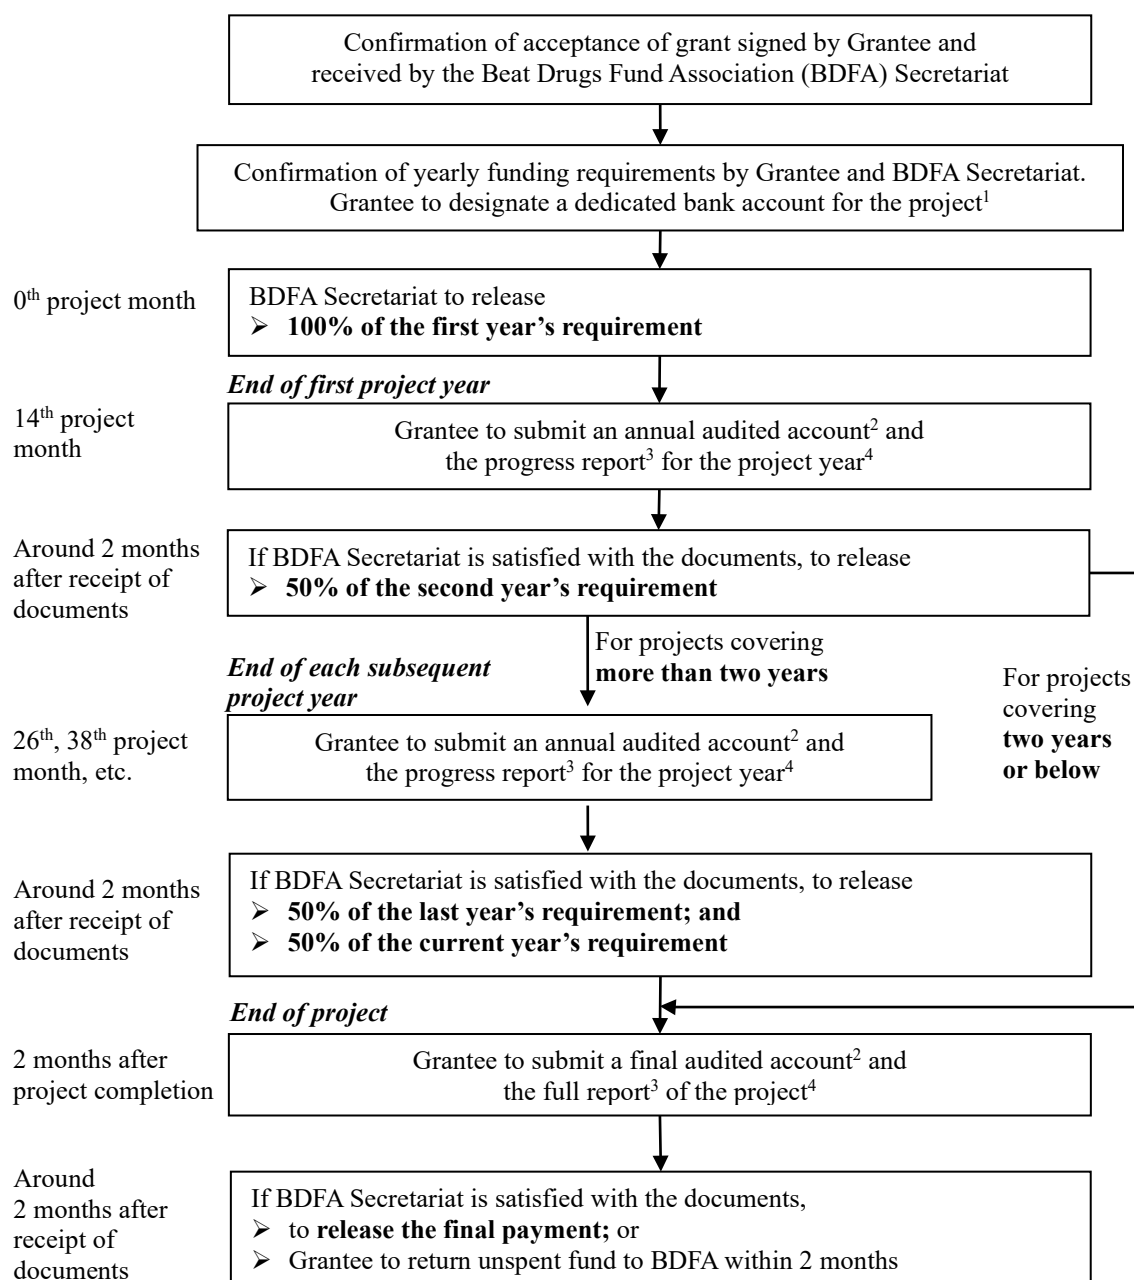 Confirmation of acceptance of grant signed by Grantee and
received by the Beat Drugs Fund Association (BDFA) Secretariat
Confirmation of yearly funding requirements by Grantee and BDFA Secretariat.
Grantee to designate a dedicated bank account for the project1
0th project month
BDFA Secretariat to release
➢ 100% of the first year’s requirement
End of first project year
14th project
month
Grantee to submit an annual audited account2 and
the progress report3 for the project year4
Around 2 months
after receipt of
documents
If BDFA Secretariat is satisfied with the documents, to release
➢ 50% of the second year’s requirement
For projects covering
more than two years
For projects
covering
two years
or below
End of each subsequent
project year
26th, 38th project
month, etc.
Grantee to submit an annual audited account2 and
the progress report3 for the project year4
Around 2 months
after receipt of
documents
If BDFA Secretariat is satisfied with the documents, to release
➢ 50% of the last year’s requirement; and
➢ 50% of the current year’s requirement
End of project
2 months after
project completion
Grantee to submit a final audited account2 and
the full report3 of the project4
Around
2 months after
receipt of
documents
If BDFA Secretariat is satisfied with the documents,
➢ to release the final payment; or
➢ Grantee to return unspent fund to BDFA within 2 months